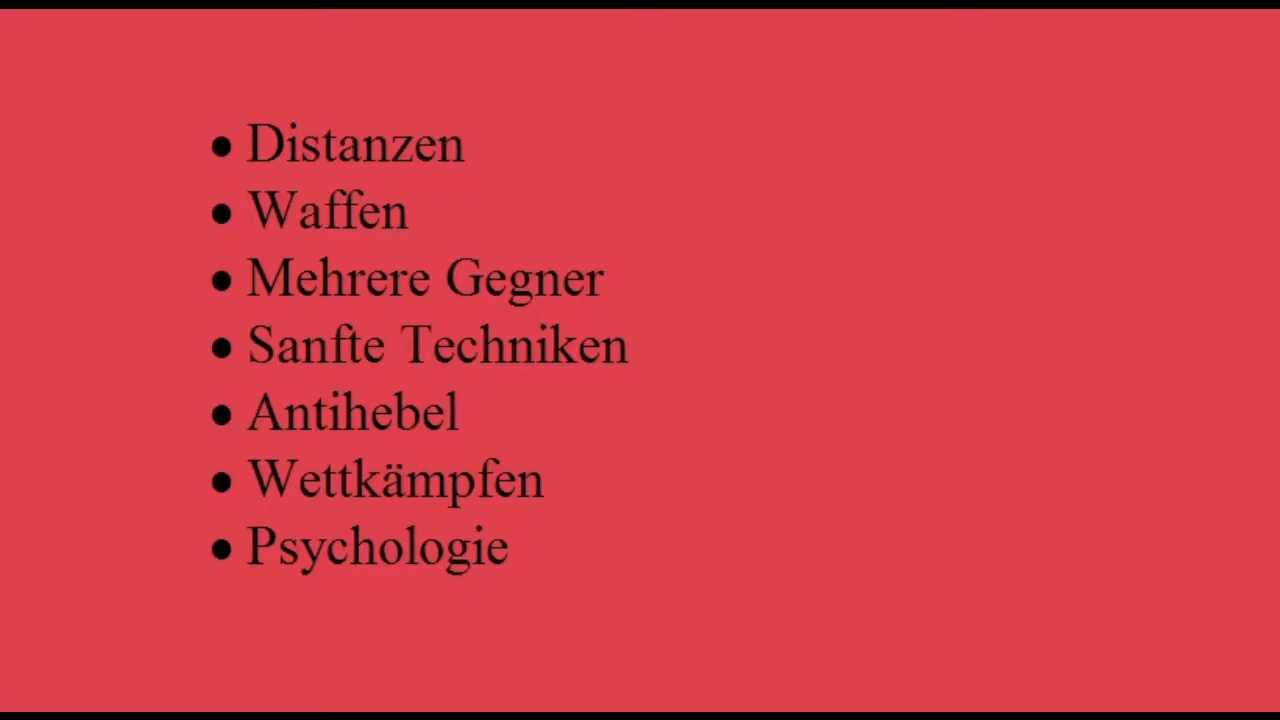 • Distanzen
• Waffen
• Mehrere Gegner
• Sanfte Techniken
• Antihebel
• Wettkämpfen
• Psychologie